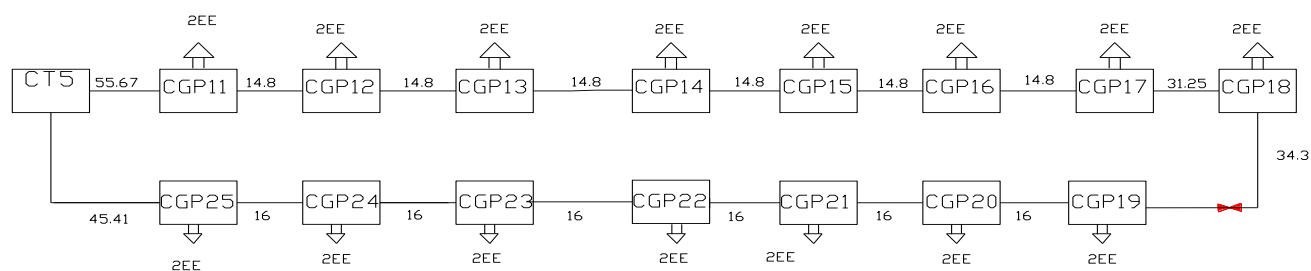 2EE 2EE 2EE 2EE 2EE 2EE 2EE 2EE
CT5 55.67 CGP11 14.8 CGP12 14.8 CGP13 14.8 CGP14 14.8 CGP15 14.8 CGP16 14.8 CGP17 31.25 CGP18
34.3
45.41 CGP25 16 CGP24 16 CGP23 16 CGP22 16 CGP21 16 CGP20 16 CGP19
2EE 2EE 2EE 2EE 2EE 2EE 2EE